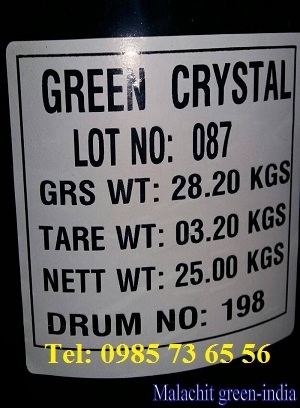 GREEN CRYSTAL
LOT NO: 087
GRS WT: 28.20 KGS
TARE WT: 03.20 KGS
NETT WT: 25.00 KGS
DRUM NO: 198
Tel: 0985 73 65 56
Malachit green-india